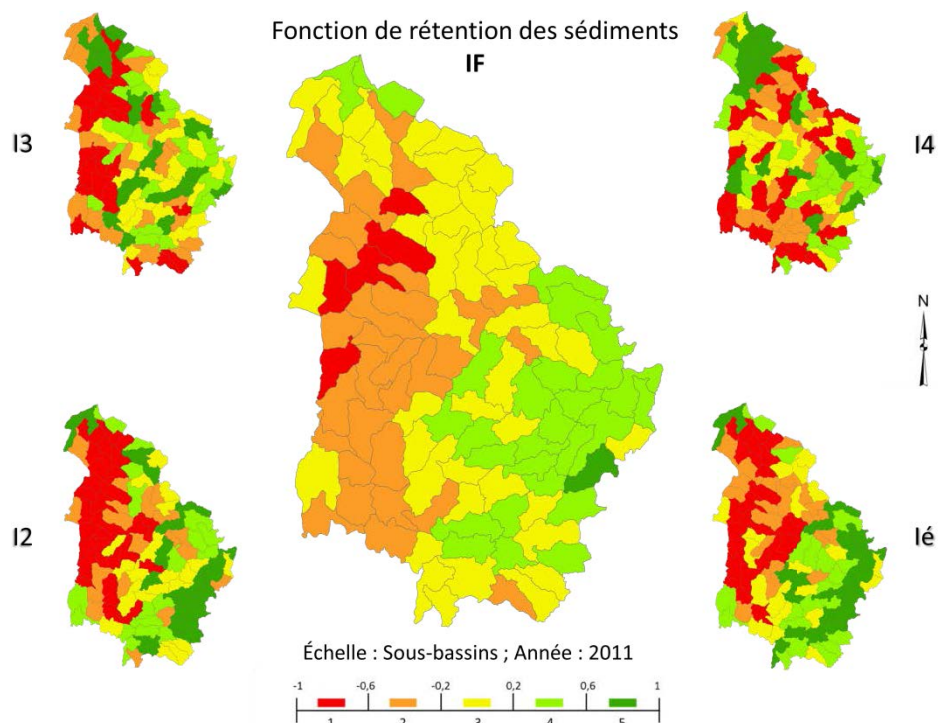 Fonction de rétention des sédiments
IF
I3
I4
N
I2
Ié
Échelle : Sous-bassins ; Année : 2011
-1 -0,6 -0,2 0,2 0,6 1
1 2 3 4 5